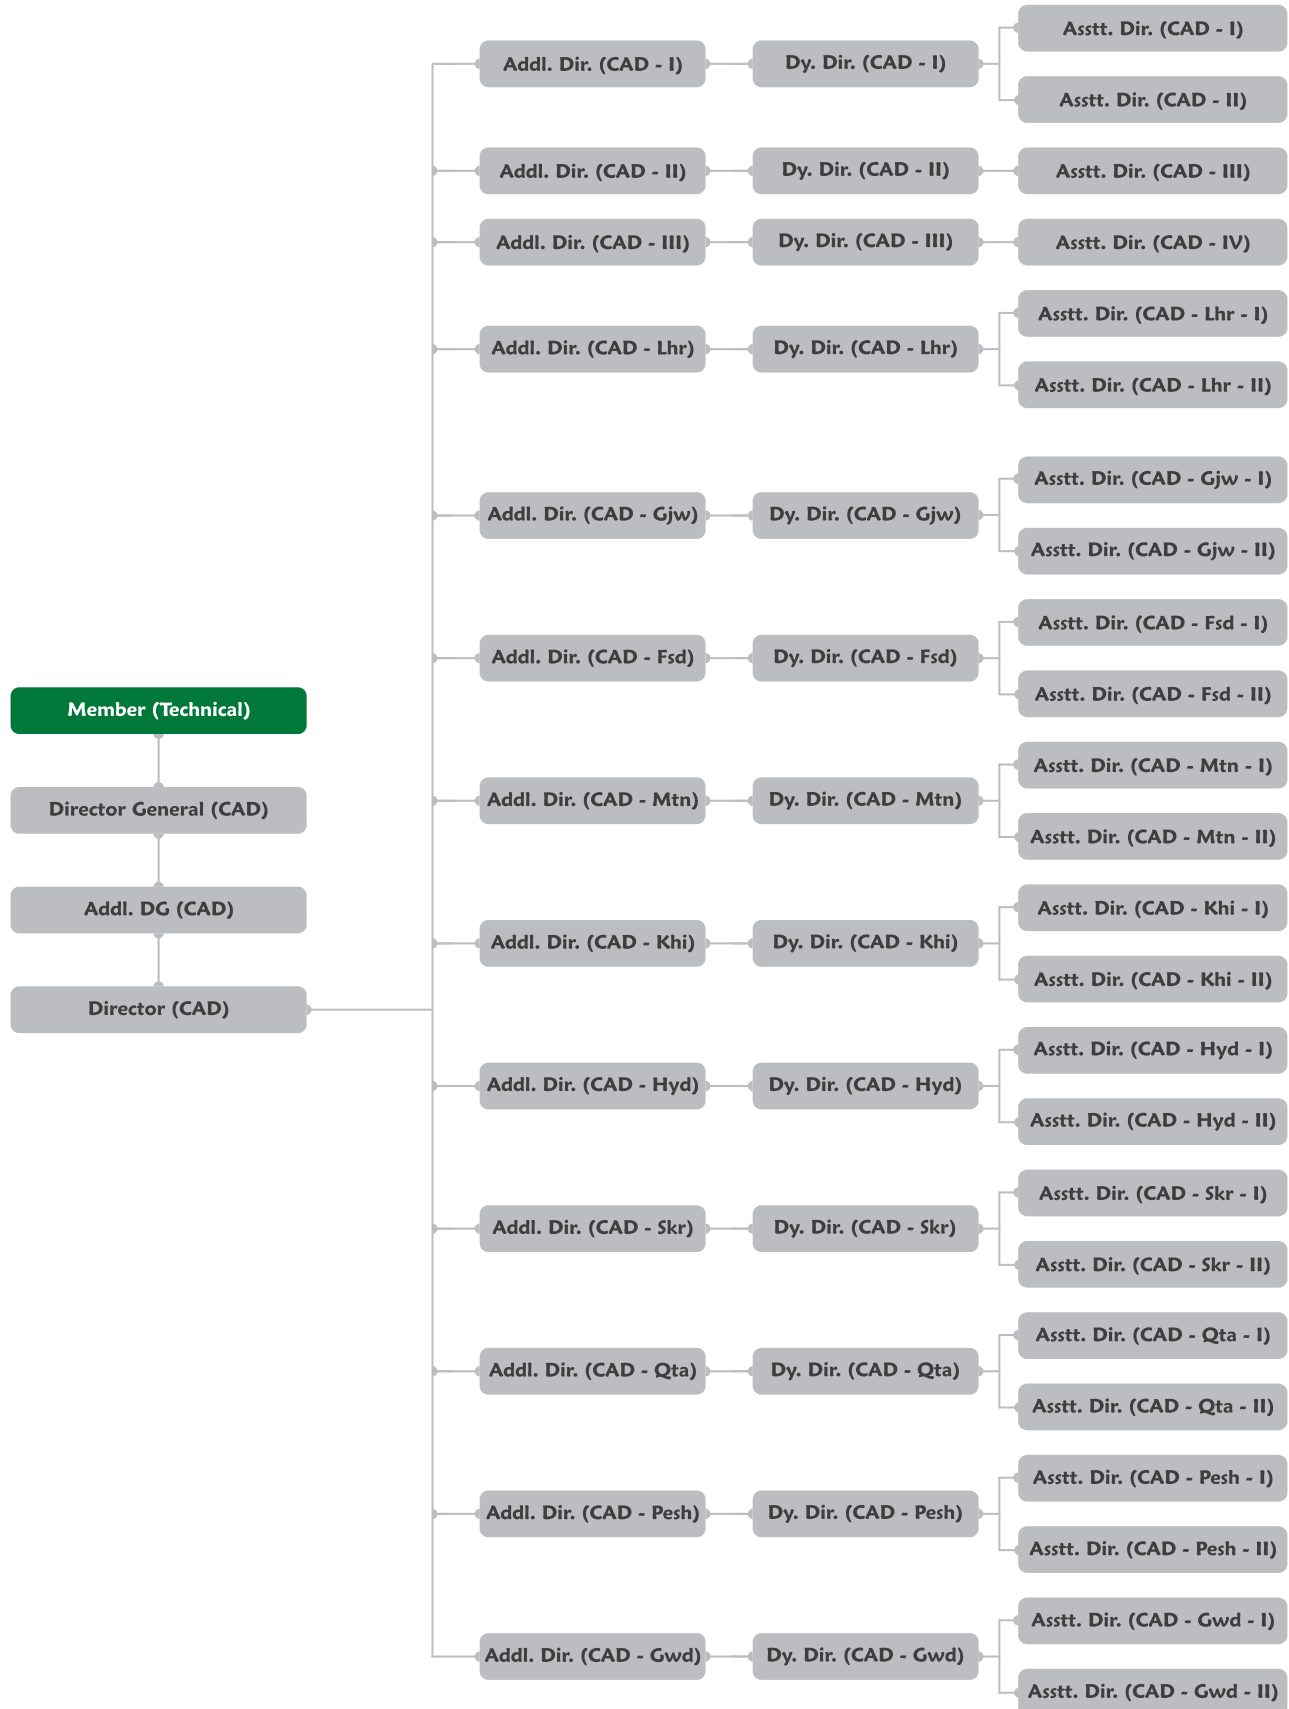 Member (Technical)
Director General (CAD)
Addl. DG (CAD)
Director (CAD)
Addl. Dir. (CAD - I)
Dy. Dir. (CAD - I)
Asstt. Dir. (CAD - I)
Asstt. Dir. (CAD - II)
Addl. Dir. (CAD - II)
Dy. Dir. (CAD - II)
Asstt. Dir. (CAD - III)
Addl. Dir. (CAD - III)
Dy. Dir. (CAD - III)
Asstt. Dir. (CAD - IV)
Addl. Dir. (CAD - Lhr)
Dy. Dir. (CAD - Lhr)
Asstt. Dir. (CAD - Lhr - I)
Asstt. Dir. (CAD - Lhr - II)
Addl. Dir. (CAD - Gjw)
Dy. Dir. (CAD - Gjw)
Asstt. Dir. (CAD - Gjw - I)
Asstt. Dir. (CAD - Gjw - II)
Addl. Dir. (CAD - Fsd)
Dy. Dir. (CAD - Fsd)
Asstt. Dir. (CAD - Fsd - I)
Asstt. Dir. (CAD - Fsd - II)
Addl. Dir. (CAD - Mtn)
Dy. Dir. (CAD - Mtn)
Asstt. Dir. (CAD - Mtn - I)
Asstt. Dir. (CAD - Mtn - II)
Addl. Dir. (CAD - Khi)
Dy. Dir. (CAD - Khi)
Asstt. Dir. (CAD - Khi - I)
Asstt. Dir. (CAD - Khi - II)
Addl. Dir. (CAD - Hyd)
Dy. Dir. (CAD - Hyd)
Asstt. Dir. (CAD - Hyd - I)
Asstt. Dir. (CAD - Hyd - II)
Addl. Dir. (CAD - Skr)
Dy. Dir. (CAD - Skr)
Asstt. Dir. (CAD - Skr - I)
Asstt. Dir. (CAD - Skr - II)
Addl. Dir. (CAD - Qta)
Dy. Dir. (CAD - Qta)
Asstt. Dir. (CAD - Qta - I)
Asstt. Dir. (CAD - Qta - II)
Addl. Dir. (CAD - Pesh)
Dy. Dir. (CAD - Pesh)
Asstt. Dir. (CAD - Pesh - I)
Asstt. Dir. (CAD - Pesh - II)
Addl. Dir. (CAD - Gwd)
Dy. Dir. (CAD - Gwd)
Asstt. Dir. (CAD - Gwd - I)
Asstt. Dir. (CAD - Gwd - II)